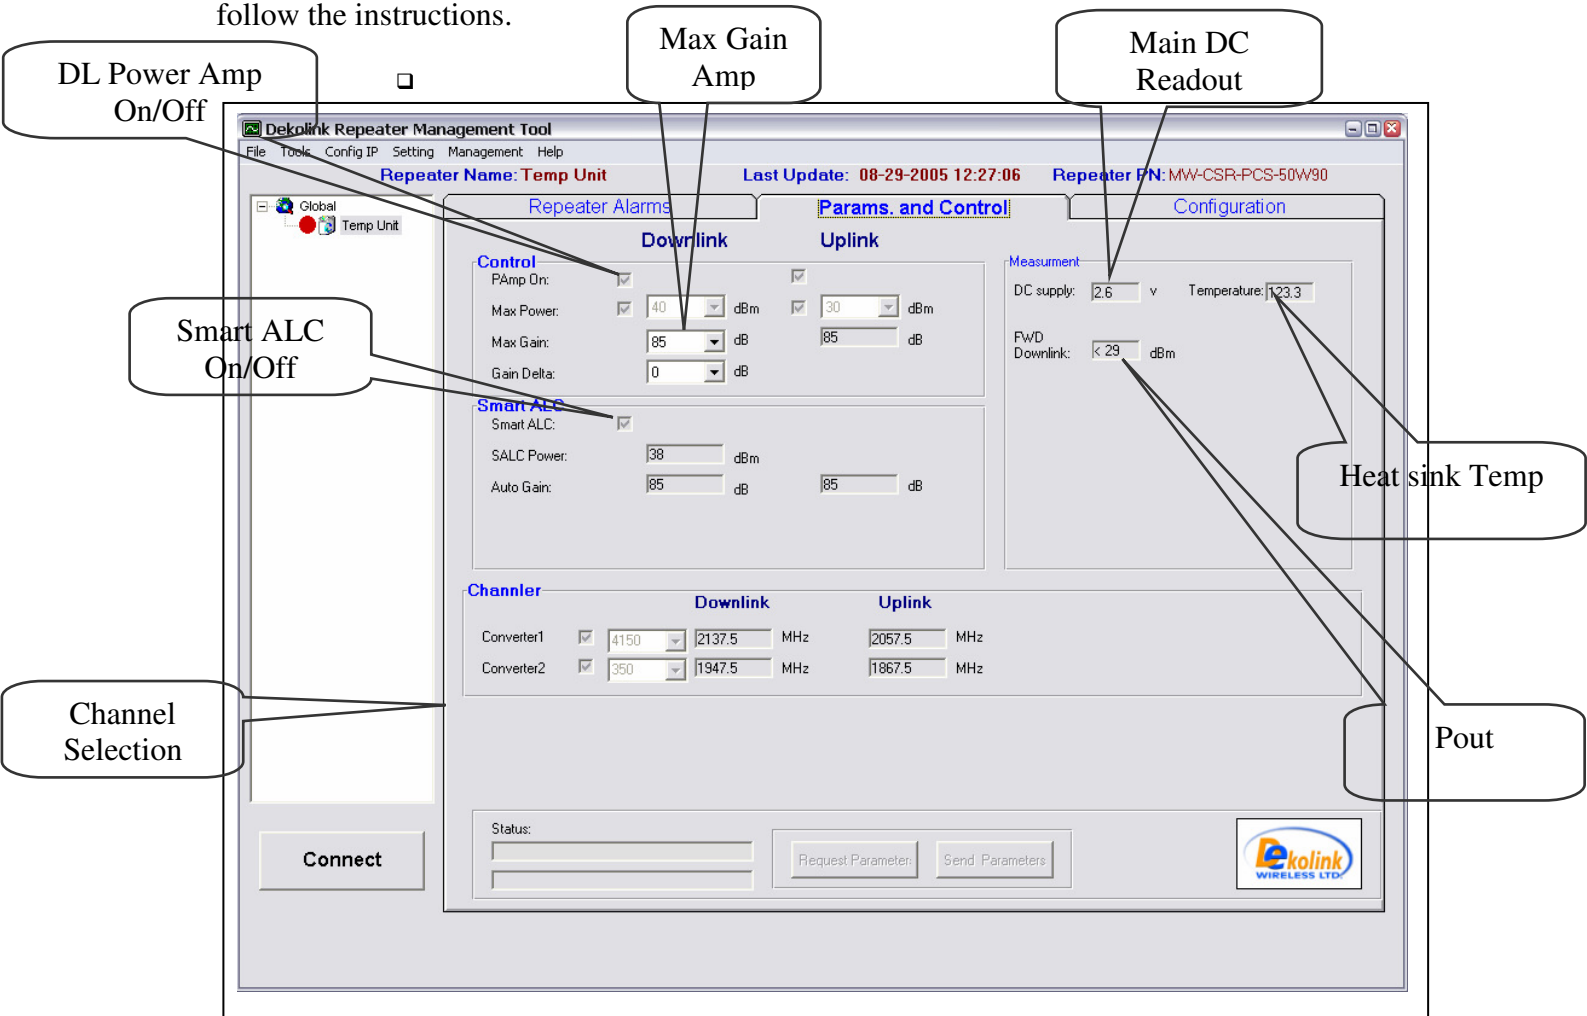 follow the instructions.
Max Gain
Amp
Main DC
Readout
DL Power Amp
On/Off
Dekolink Repeater Management Tool
File Tools Config IP Setting Management Help
Repeater Name: Temp Unit Last Update: 08-29-2005 12:27:06 Repeater PN: MW-CSR-PCS-50W90
Global
Temp Unit
Repeater Alarms Params. and Control Configuration
Downlink Uplink
Control
PAmp On:
Max Power: 40 dBm 30 dBm
Max Gain: 85 dB 85 dB
Gain Delta: 0 dB
Measurment
DC supply: 2.6 v Temperature: 123.3
FWD
Downlink: < 29 dBm
Smart ALC
On/Off
Smart ALC
Smart ALC:
SALC Power: 38 dBm
Auto Gain: 85 dB 85 dB
Heat sink Temp
Channler
Downlink Uplink
Converter1 4150 2137.5 MHz 2057.5 MHz
Converter2 350 1947.5 MHz 1867.5 MHz
Channel
Selection
Pout
Connect
Status:
Request Parameter Send Parameters
Dekolink
WIRELESS LTD.